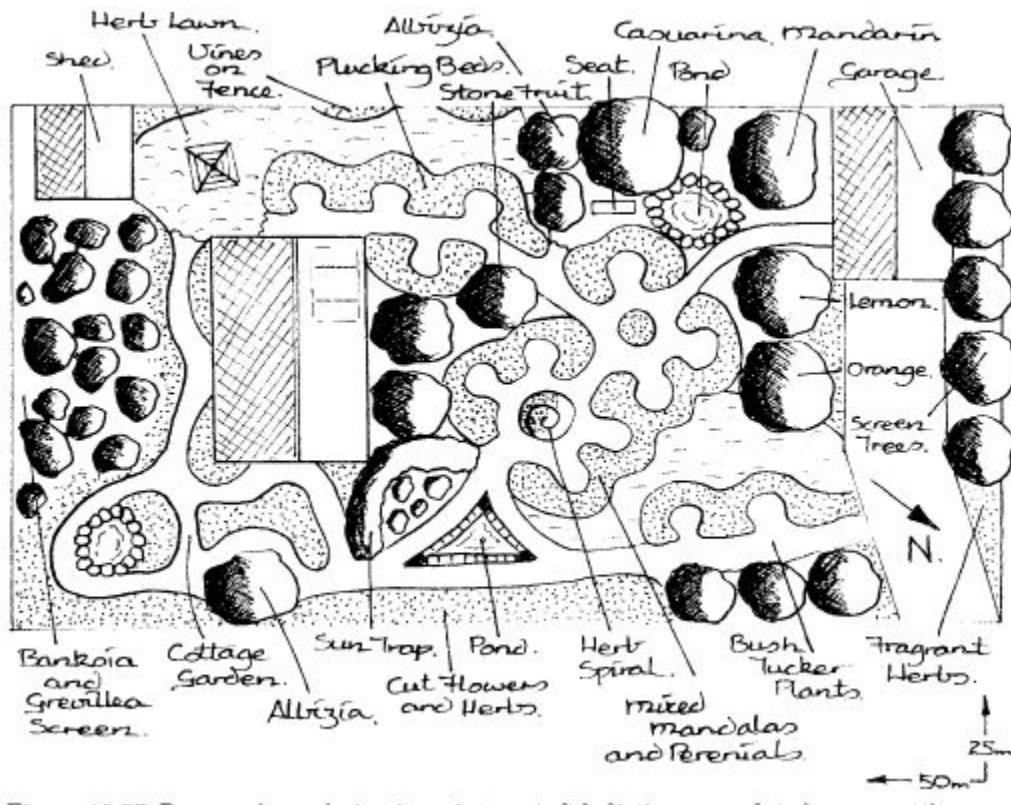 Herb Lawn.
Albizia.
Casuarina. Mandarin
Shed.
Vines
on
Fence.
Plucking Beds.
Seat.
Pond
Garage.
Stone Fruit.
Lemon.
Orange.
Screen
Trees.
N.
Banksia
and
Grevillea
Screen.
Cottage
Garden.
Albizia.
Sun Trap.
Pond.
Cut Flowers
and Herbs.
Herb
Spiral.
Mixed
Mandalas
and Perenials
Bush
Tucker
Plants.
Fragrant
Herbs.
25m
50m